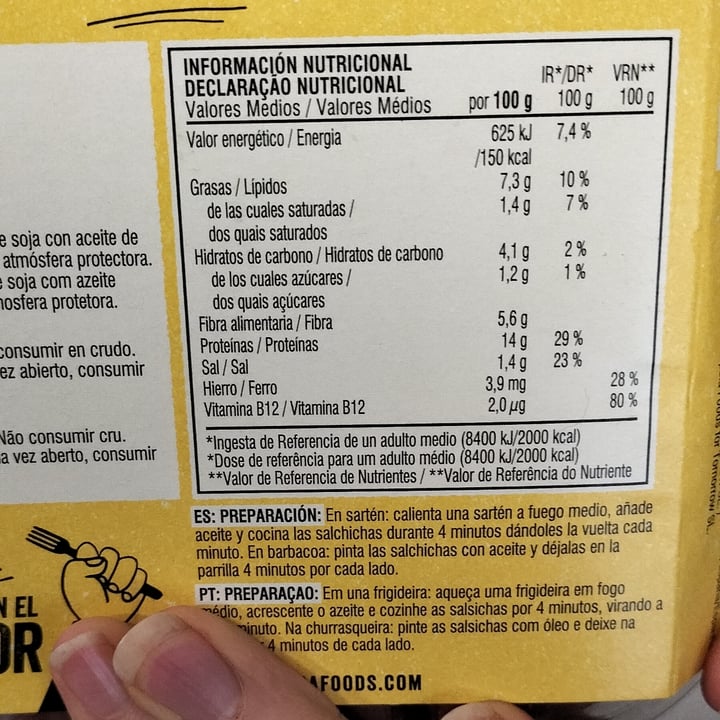 INFORMACIÓN NUTRICIONAL
DECLARAÇÃO NUTRICIONAL
Valores Medios / Valores Médios por 100 g IR*/DR* 100 g VRN** 100 g
Valor energético / Energia 625 kJ 7,4 %
/150 kcal
Grasas / Lípidos 7,3 g 10 %
de las cuales saturadas / 1,4 g 7 %
dos quais saturados
Hidratos de carbono / Hidratos de carbono 4,1 g 2 %
de los cuales azúcares / 1,2 g 1 %
dos quais açúcares
Fibra alimentaria / Fibra 5,6 g
Proteínas / Proteínas 14 g 29 %
Sal / Sal 1,4 g 23 %
Hierro / Ferro 3,9 mg 28 %
Vitamina B12 / Vitamina B12 2,0 µg 80 %
*Ingesta de Referencia de un adulto medio (8400 kJ/2000 kcal)
*Dose de referência para um adulto médio (8400 kJ/2000 kcal)
**Valor de Referencia de Nutrientes / **Valor de Referência do Nutriente
ES: PREPARACIÓN: En sartén: calienta una sartén a fuego medio, añade
aceite y cocina las salchichas durante 4 minutos dándoles la vuelta cada
minuto. En barbacoa: pinta las salchichas con aceite y déjalas en la
parrilla 4 minutos por cada lado.
PT: PREPARAÇAO: Em una frigideira: aqueça uma frigideira em fogo
médio, acrescente o azeite e cozinhe as salsichas por 4 minutos, virando a
minuto. Na churrasqueira: pinte as salsichas com óleo e deixe na
4 minutos de cada lado.
AFOODS.COM
e soja con aceite de
atmósfera protectora.
e soja com azeite
nosfera protetora.
consumir en crudo.
ez abierto, consumir
Não consumir cru.
a vez aberto, consumir
N EL
OR